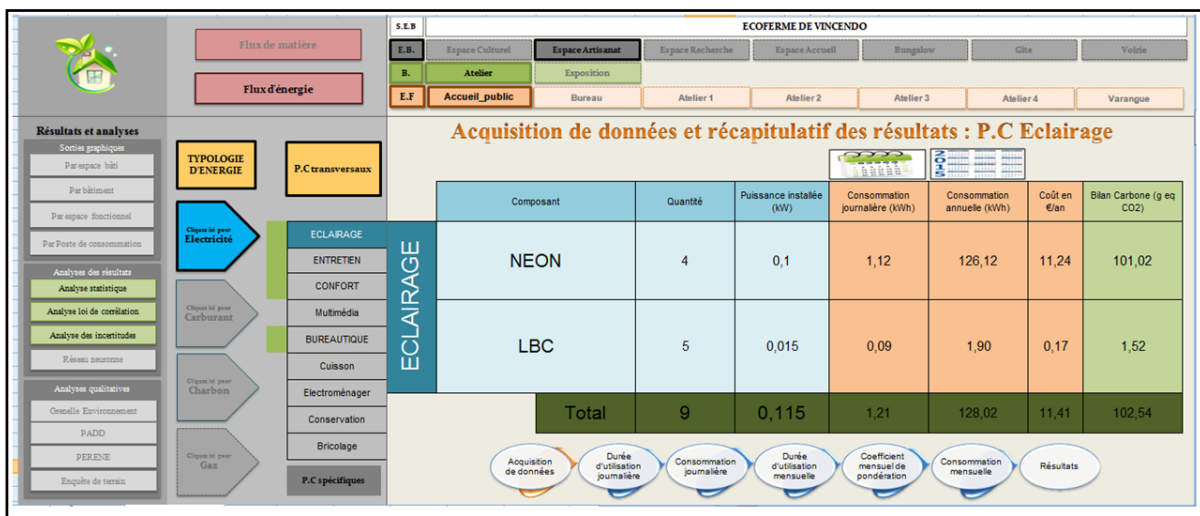 S.E.B
ECOFERME DE VINCENDO
Flux de matière
E.B.
Espace Culturel
Espace Artisanat
Espace Recherche
Espace Accueil
Bungalow
Gîte
Voirie
B.
Atelier
Exposition
Flux d'énergie
E.F
Accueil_public
Bureau
Atelier 1
Atelier 2
Atelier 3
Atelier 4
Varangue
Résultats et analyses
Sorties graphiques
Par espace bâti
Par bâtiment
Par espace fonctionnel
Par Poste de consommation
Analyses des résultats
Analyse statistique
Analyse loi de corrélation
Analyse des incertitudes
Réseau neuronne
Analyses qualitatives
Grenelle Environnement
PADD
PERENE
Enquête de terrain
TYPOLOGIE
D'ENERGIE
Cliquez ici pour
Electricité
Cliquez ici pour
Carburant
Cliquez ici pour
Charbon
Cliquez ici pour
Gaz
P.C transversaux
ECLAIRAGE
ENTRETIEN
CONFORT
Multimédia
BUREAUTIQUE
Cuisson
Electroménager
Conservation
Bricolage
P.C spécifiques
Acquisition de données et récapitulatif des résultats : P.C Eclairage
2015
Composant
Quantité
Puissance installée
(kW)
Consommation
journalière (kWh)
Consommation
annuelle (kWh)
Coût en
€/an
Bilan Carbone (g eq
CO2)
ECLAIRAGE
NEON
4
0,1
1,12
126,12
11,24
101,02
LBC
5
0,015
0,09
1,90
0,17
1,52
Total
9
0,115
1,21
128,02
11,41
102,54
Acquisition
de données
Durée
d'utilisation
journalière
Consommation
journalière
Durée
d'utilisation
mensuelle
Coefficient
mensuel de
pondération
Consommation
mensuelle
Résultats